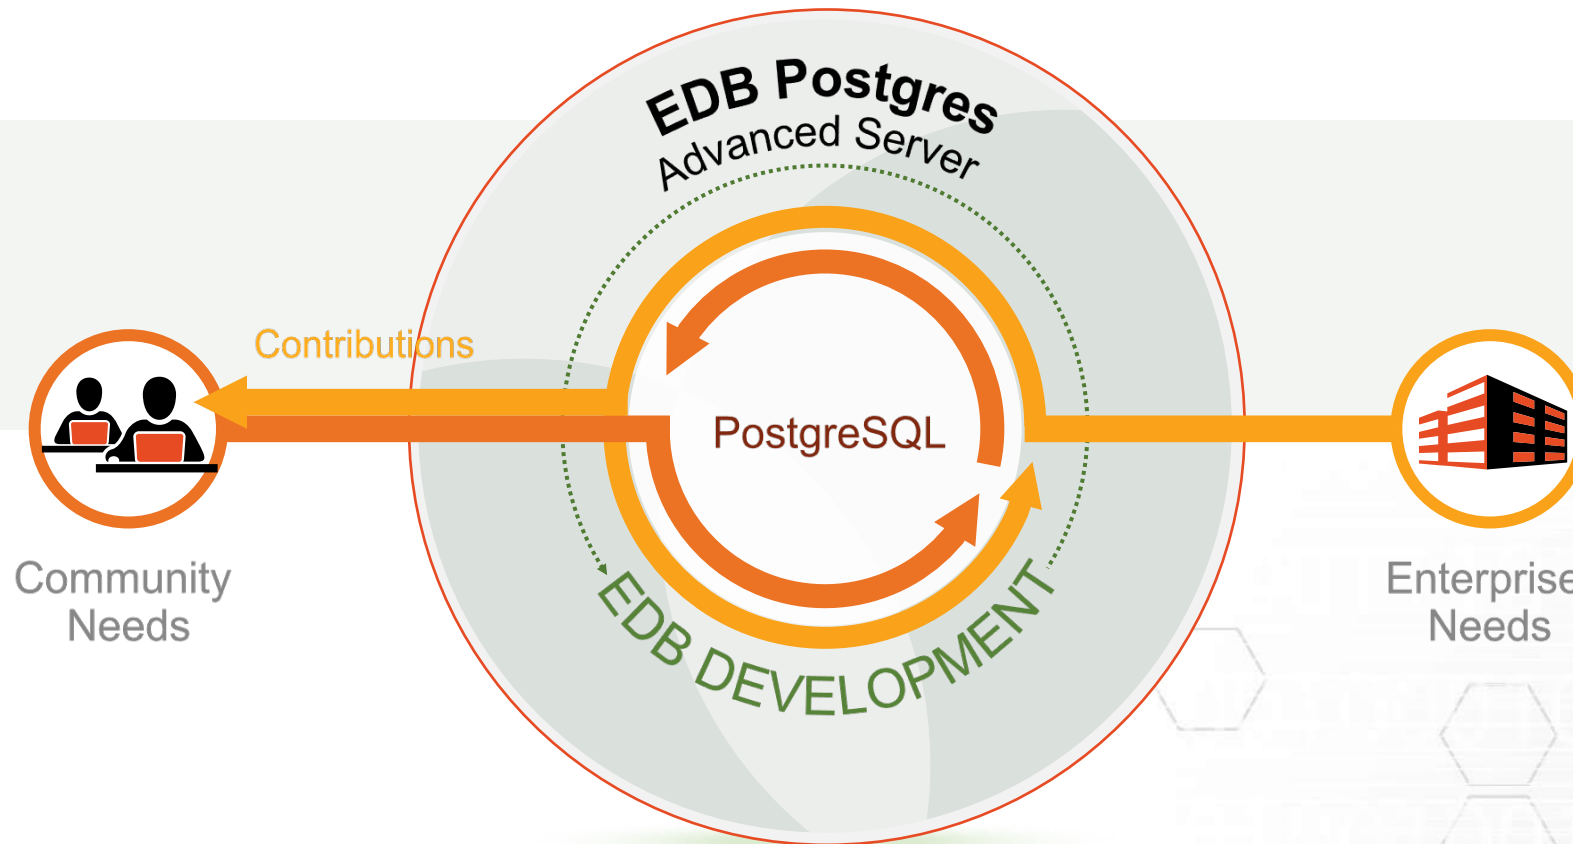 EDB Postgres
Advanced Server
Contributions
PostgreSQL
Community
Needs
Enterprise
Needs
EDB DEVELOPMENT